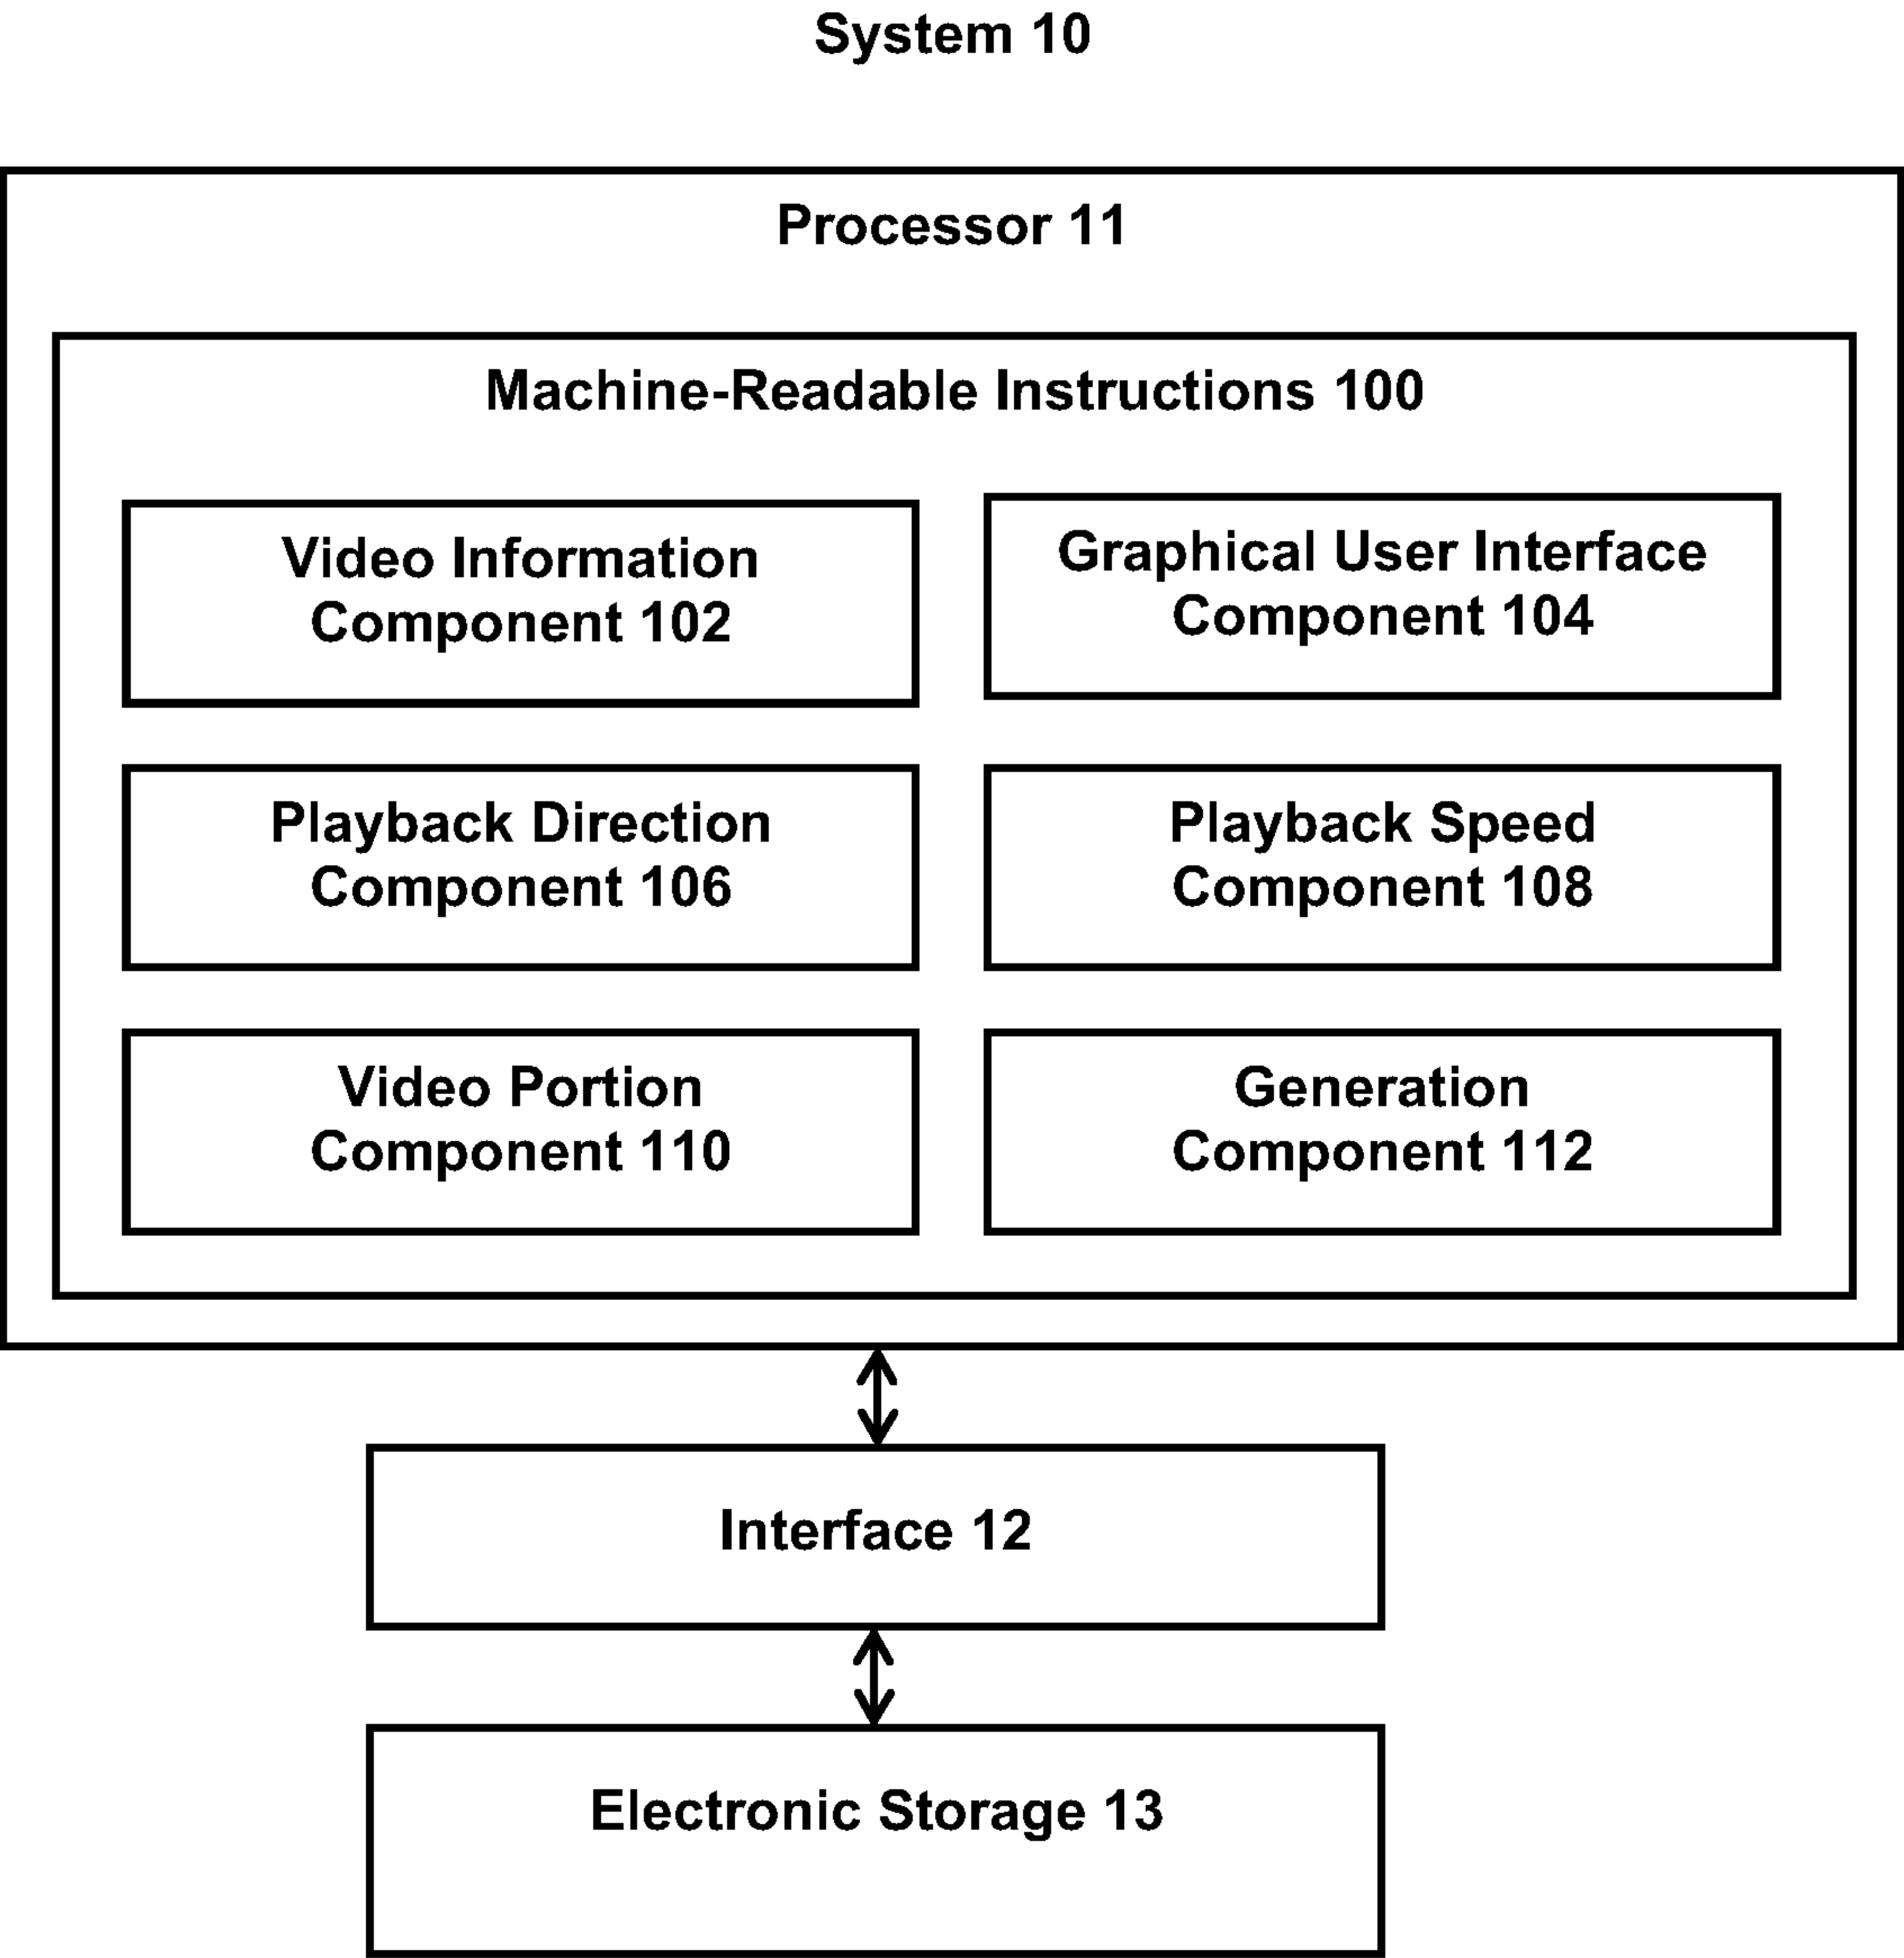 System 10
Processor 11
Machine-Readable Instructions 100
Video Information
Component 102
Graphical User Interface
Component 104
Playback Direction
Component 106
Playback Speed
Component 108
Video Portion
Component 110
Generation
Component 112
Interface 12
Electronic Storage 13